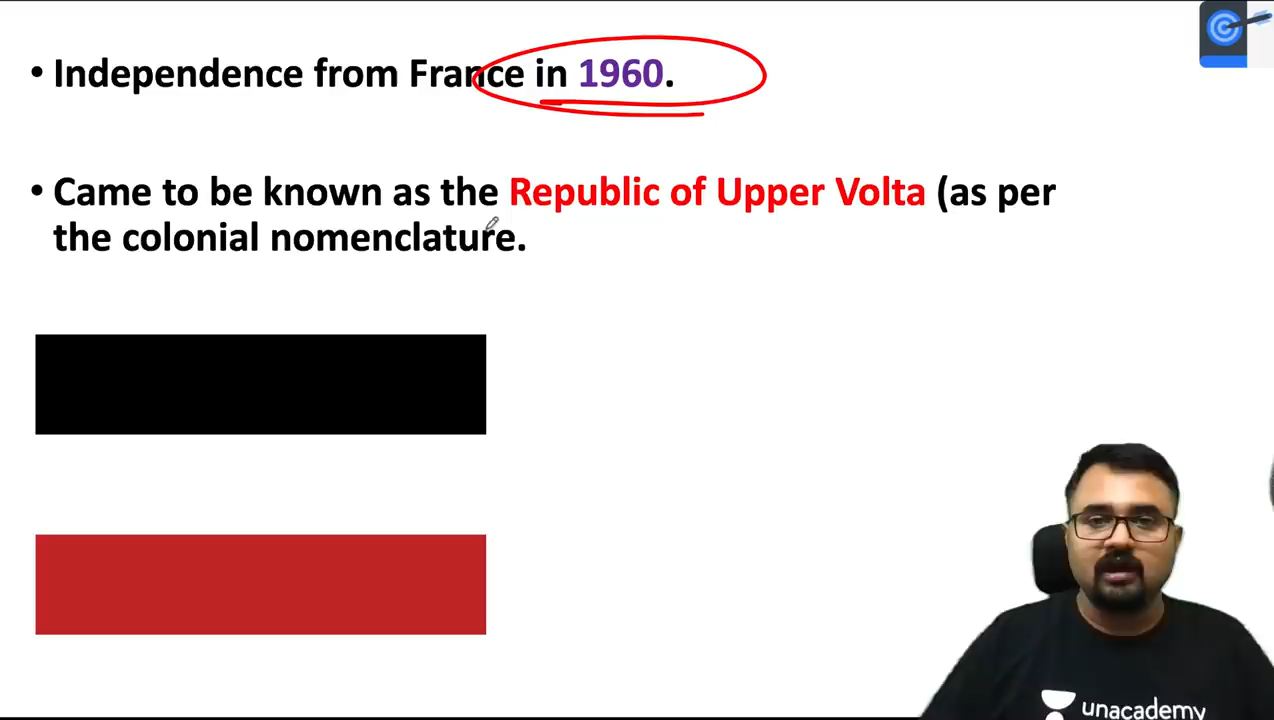 • Independence from France in 1960.
• Came to be known as the Republic of Upper Volta (as per
the colonial nomenclature.
unacademy